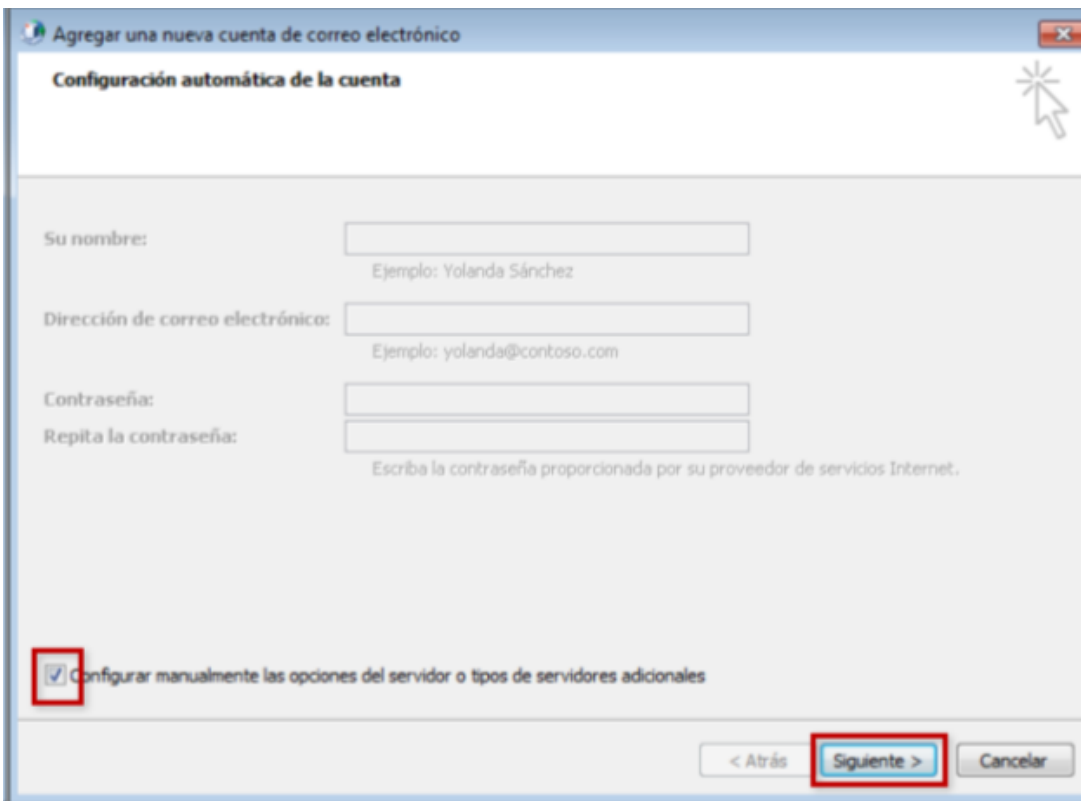 Agregar una nueva cuenta de correo electrónico
Configuración automática de la cuenta
Su nombre:
Ejemplo: Yolanda Sánchez
Dirección de correo electrónico:
Ejemplo: yolanda@contoso.com
Contraseña:
Repita la contraseña:
Escriba la contraseña proporcionada por su proveedor de servicios Internet.
Configurar manualmente las opciones del servidor o tipos de servidores adicionales
< Atrás Siguiente > Cancelar